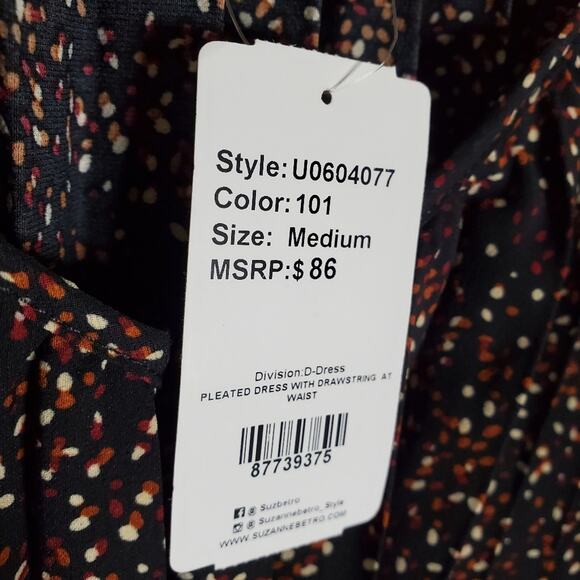 Style: U0604077
Color: 101
Size: Medium
MSRP:$ 86
Division:D-Dress
PLEATED DRESS WITH DRAWSTRING AT
WAIST
87739375
@ Suzbetro
@ Suzannebetro_Style
WWW.SUZANNEBETRO.COM